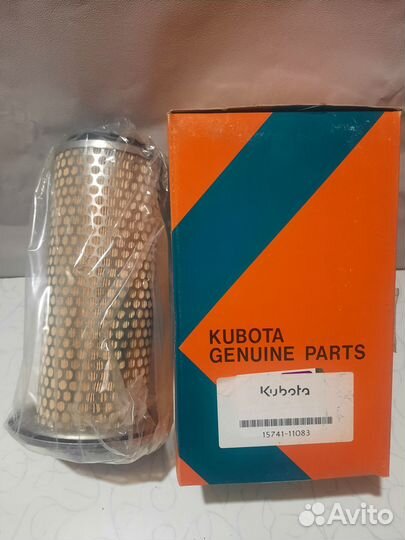 KUBOTA
GENUINE PARTS
Kubota
15741-11083
Avito